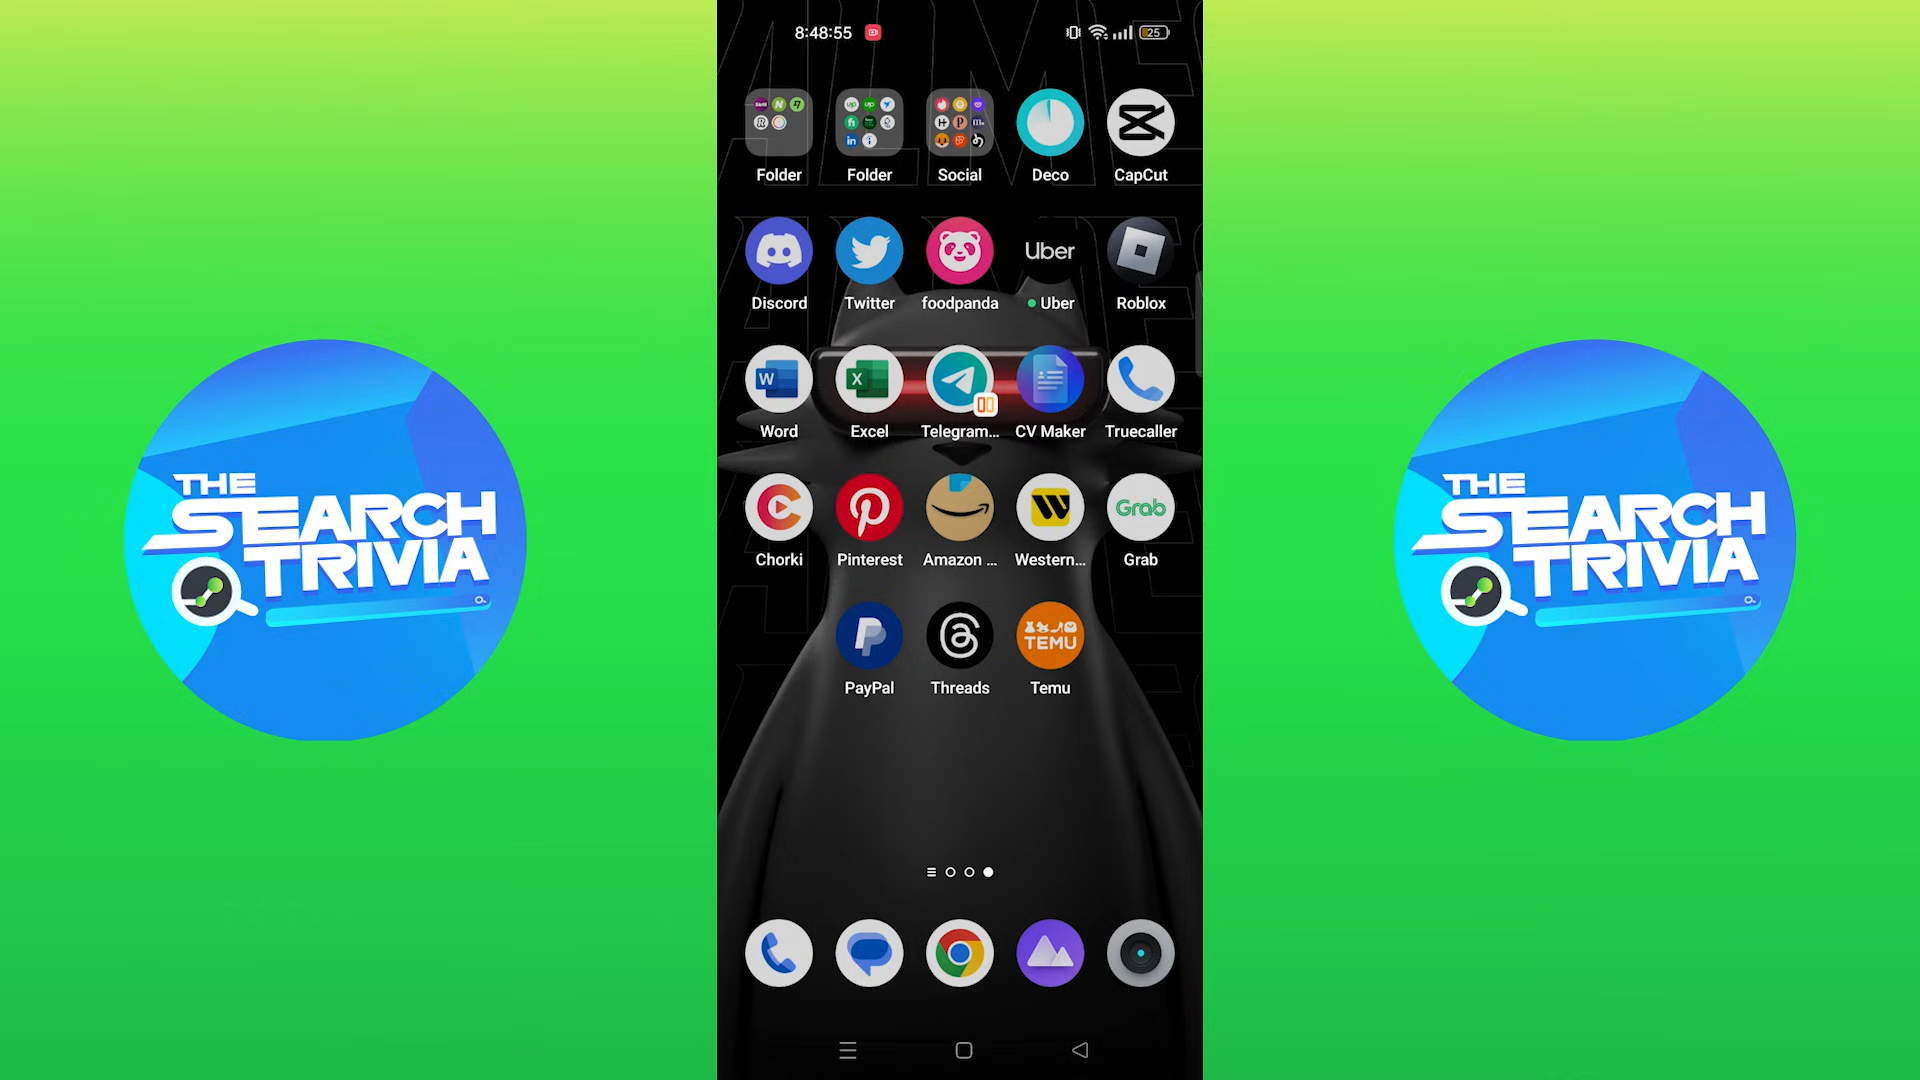 8:48:55
25
Folder
Folder
Social
Deco
CapCut
Uber
Discord
Twitter
foodpanda
Uber
Roblox
W
X
Word
Excel
Telegram...
CV Maker
Truecaller
Grab
Chorki
Pinterest
Amazon ...
Western...
Grab
TEMU
PayPal
Threads
Temu
THE
SEARCH
TRIVIA
THE
SEARCH
TRIVIA